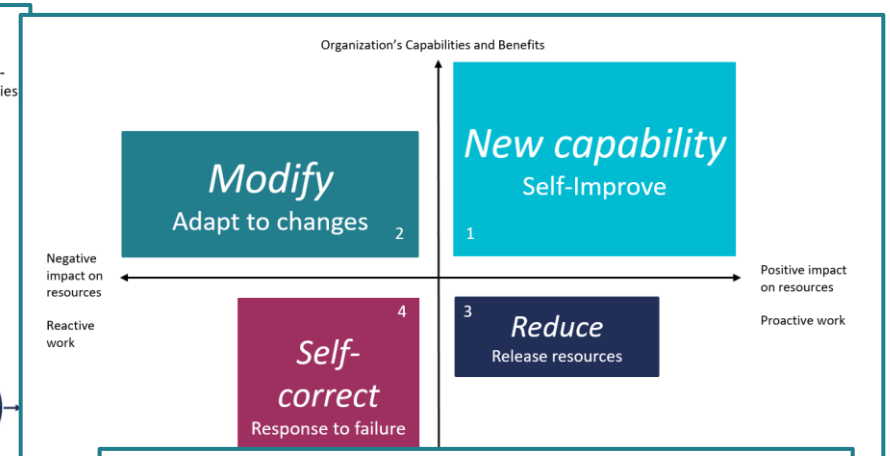 Organization's Capabilities and Benefits
ies
New capability
Self-Improve
1
Modify
Adapt to changes
2
Negative
impact on
resources
Reactive
work
Positive impact
on resources
Proactive work
4
Self-
correct
Response to failure
3
Reduce
Release resources